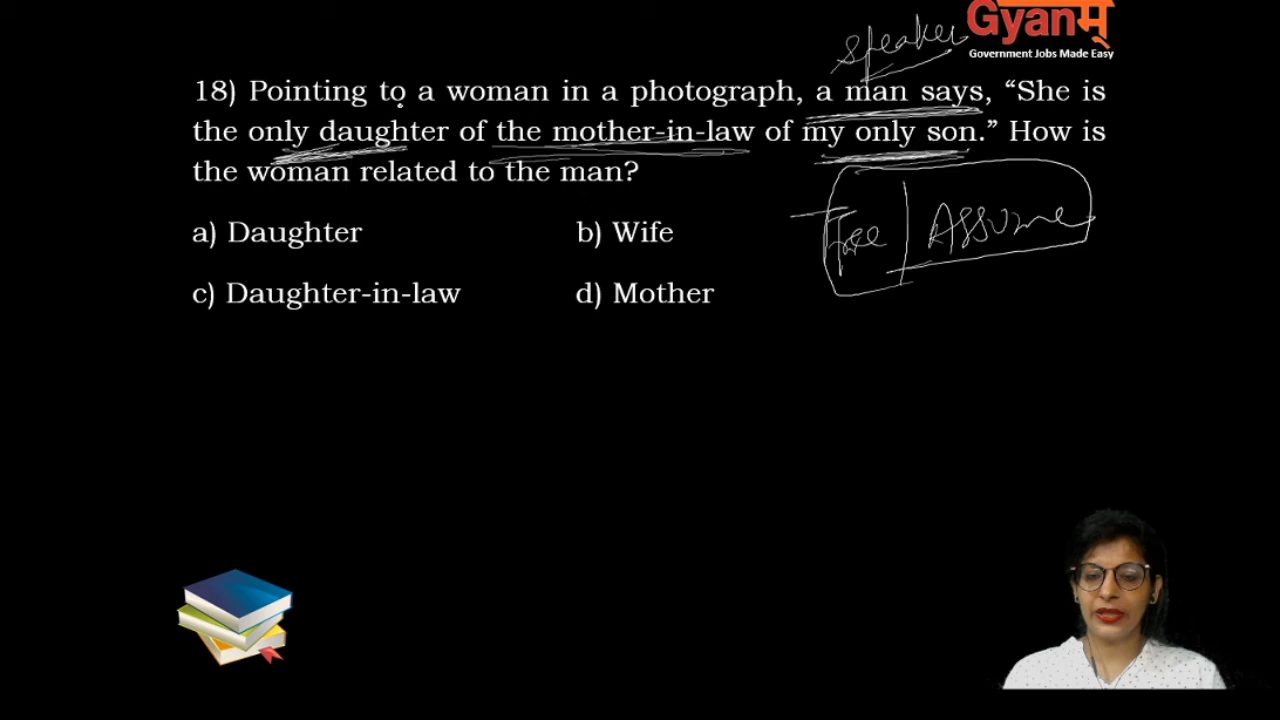 speaker
Gyanम्
Government Jobs Made Easy
18) Pointing to a woman in a photograph, a man says, “She is
the only daughter of the mother-in-law of my only son.” How is
the woman related to the man?
Assume
a) Daughter b) Wife
c) Daughter-in-law d) Mother